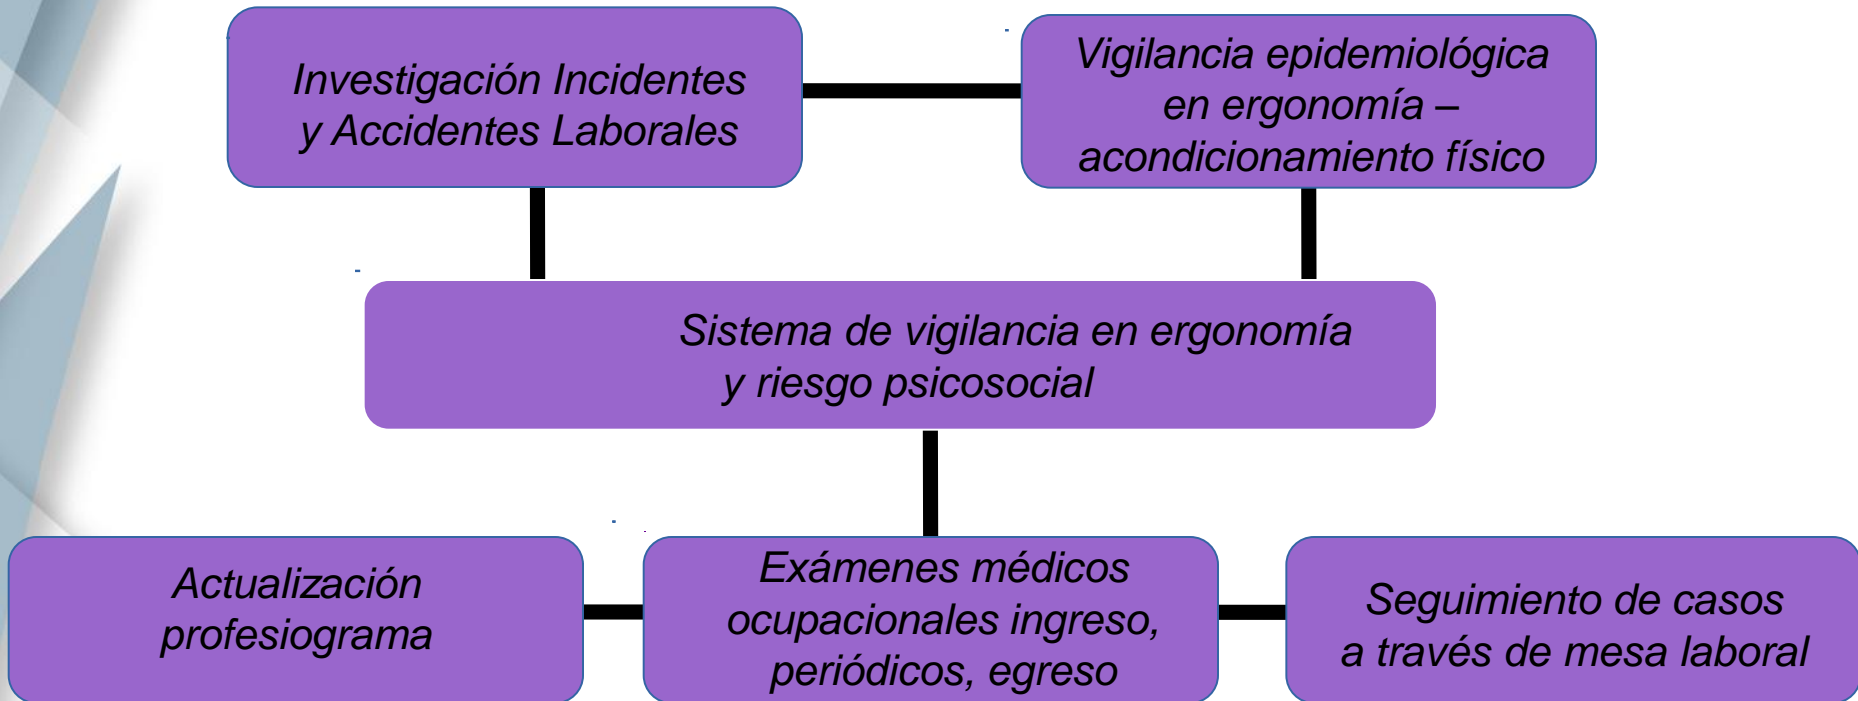 Investigación Incidentes
y Accidentes Laborales
Vigilancia epidemiológica
en ergonomía –
acondicionamiento físico
Sistema de vigilancia en ergonomía
y riesgo psicosocial
Actualización
profesiograma
Exámenes médicos
ocupacionales ingreso,
periódicos, egreso
Seguimiento de casos
a través de mesa laboral